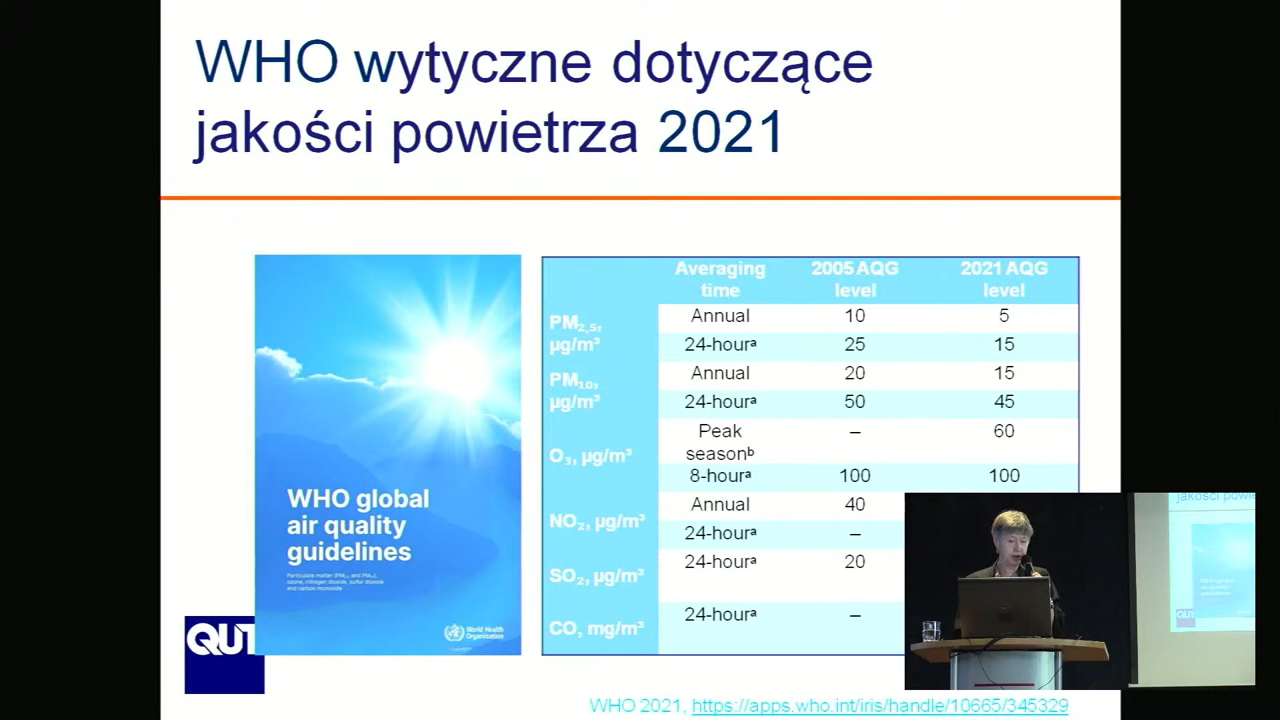 WHO wytyczne dotyczące
jakości powietrza 2021
WHO global
air quality
guidelines
Particulate matter (PM₂.₅ and PM₁₀),
ozone, nitrogen dioxide, sulfur dioxide
and carbon monoxide
World Health
Organization
QUT
Averaging time 2005 AQG level 2021 AQG level
PM₂,₅, µg/m³ Annual 10 5
24-hourᵃ 25 15
PM₁₀, µg/m³ Annual 20 15
24-hourᵃ 50 45
O₃, µg/m³ Peak seasonᵇ – 60
8-hourᵃ 100 100
NO₂, µg/m³ Annual 40
24-hourᵃ –
SO₂, µg/m³ 24-hourᵃ 20
CO, mg/m³ 24-hourᵃ –
WHO 2021, https://apps.who.int/iris/handle/10665/345329
jakości powie